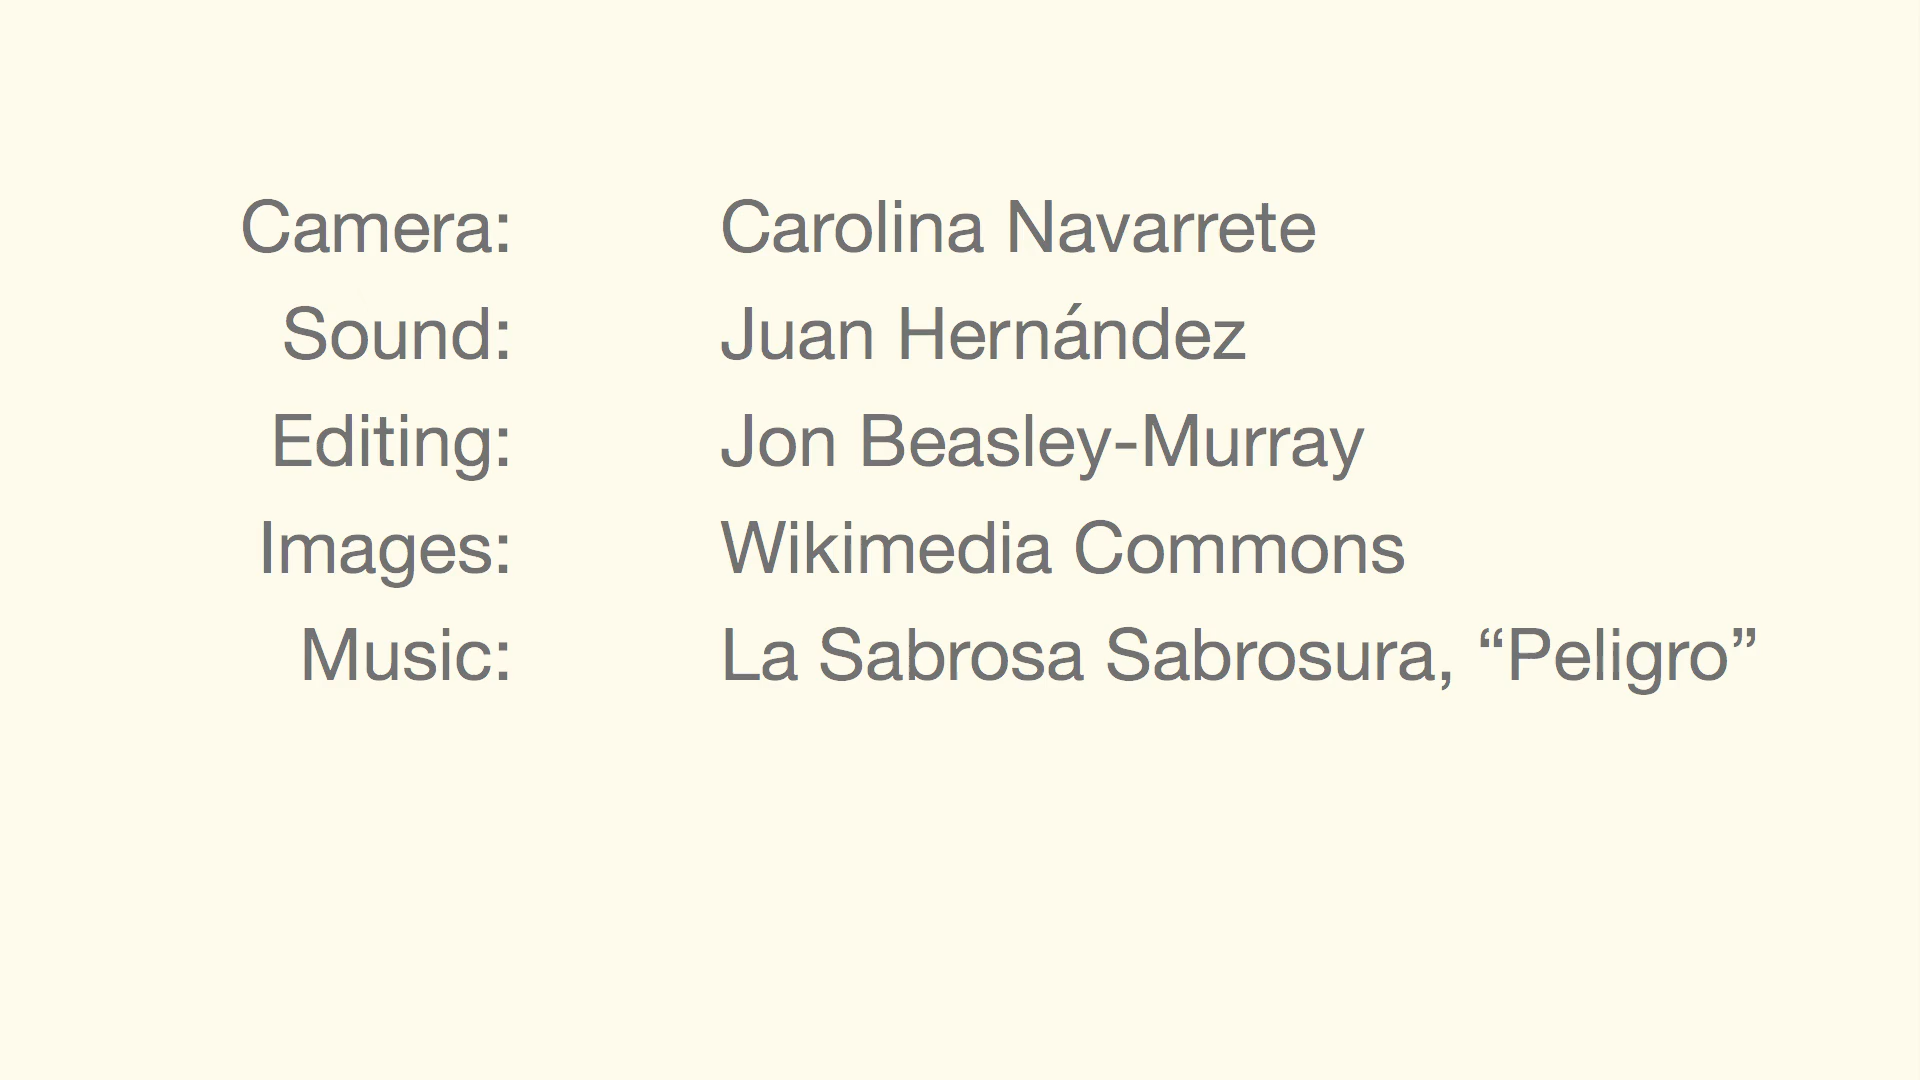 Camera: Carolina Navarrete
Sound: Juan Hernández
Editing: Jon Beasley-Murray
Images: Wikimedia Commons
Music: La Sabrosa Sabrosura, “Peligro”